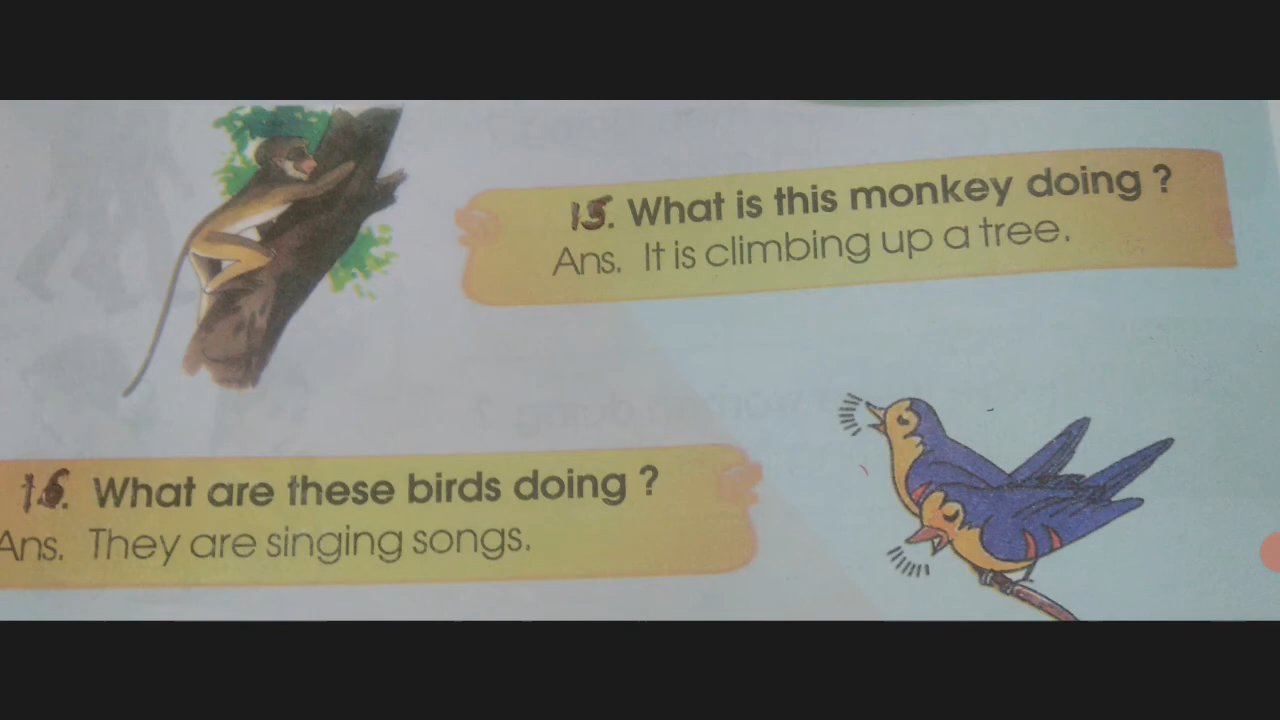 15. What is this monkey doing ?
Ans. It is climbing up a tree.
16. What are these birds doing ?
Ans. They are singing songs.